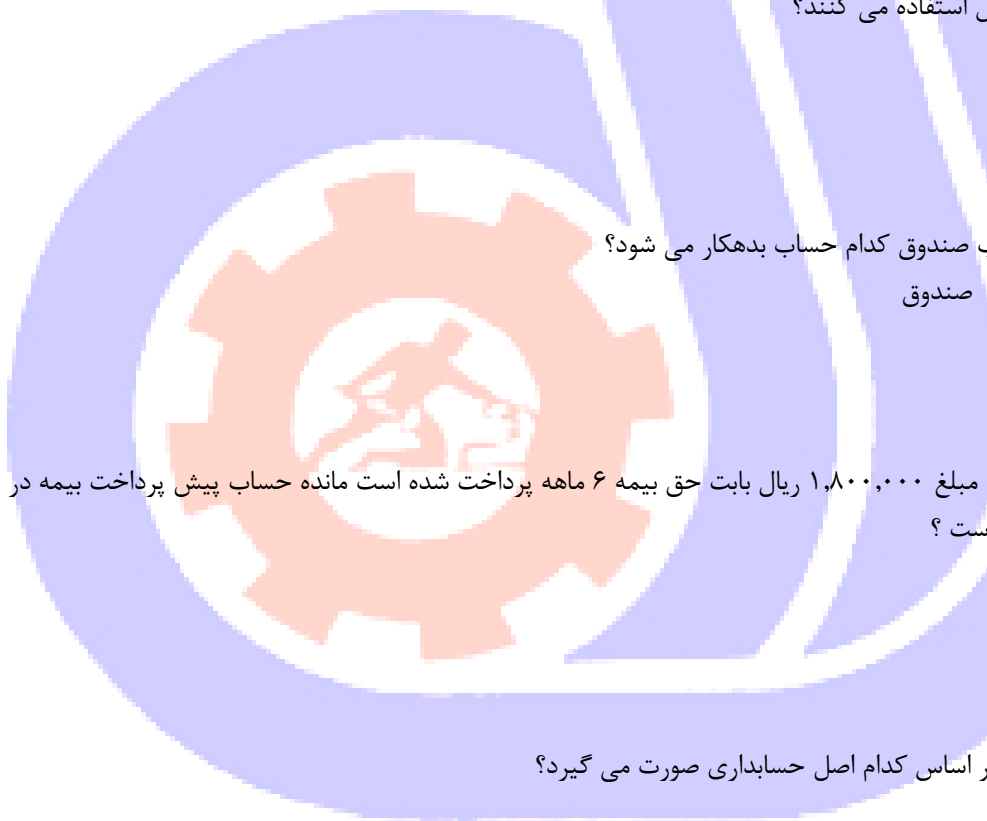 استفاده می کنند؟
صندوق کدام حساب بدهکار می شود؟
صندوق
مبلغ ۱,۸۰۰,۰۰۰ ریال بابت حق بیمه ۶ ماهه پرداخت شده است مانده حساب پیش پرداخت بیمه در
است ؟
اساس کدام اصل حسابداری صورت می گیرد؟